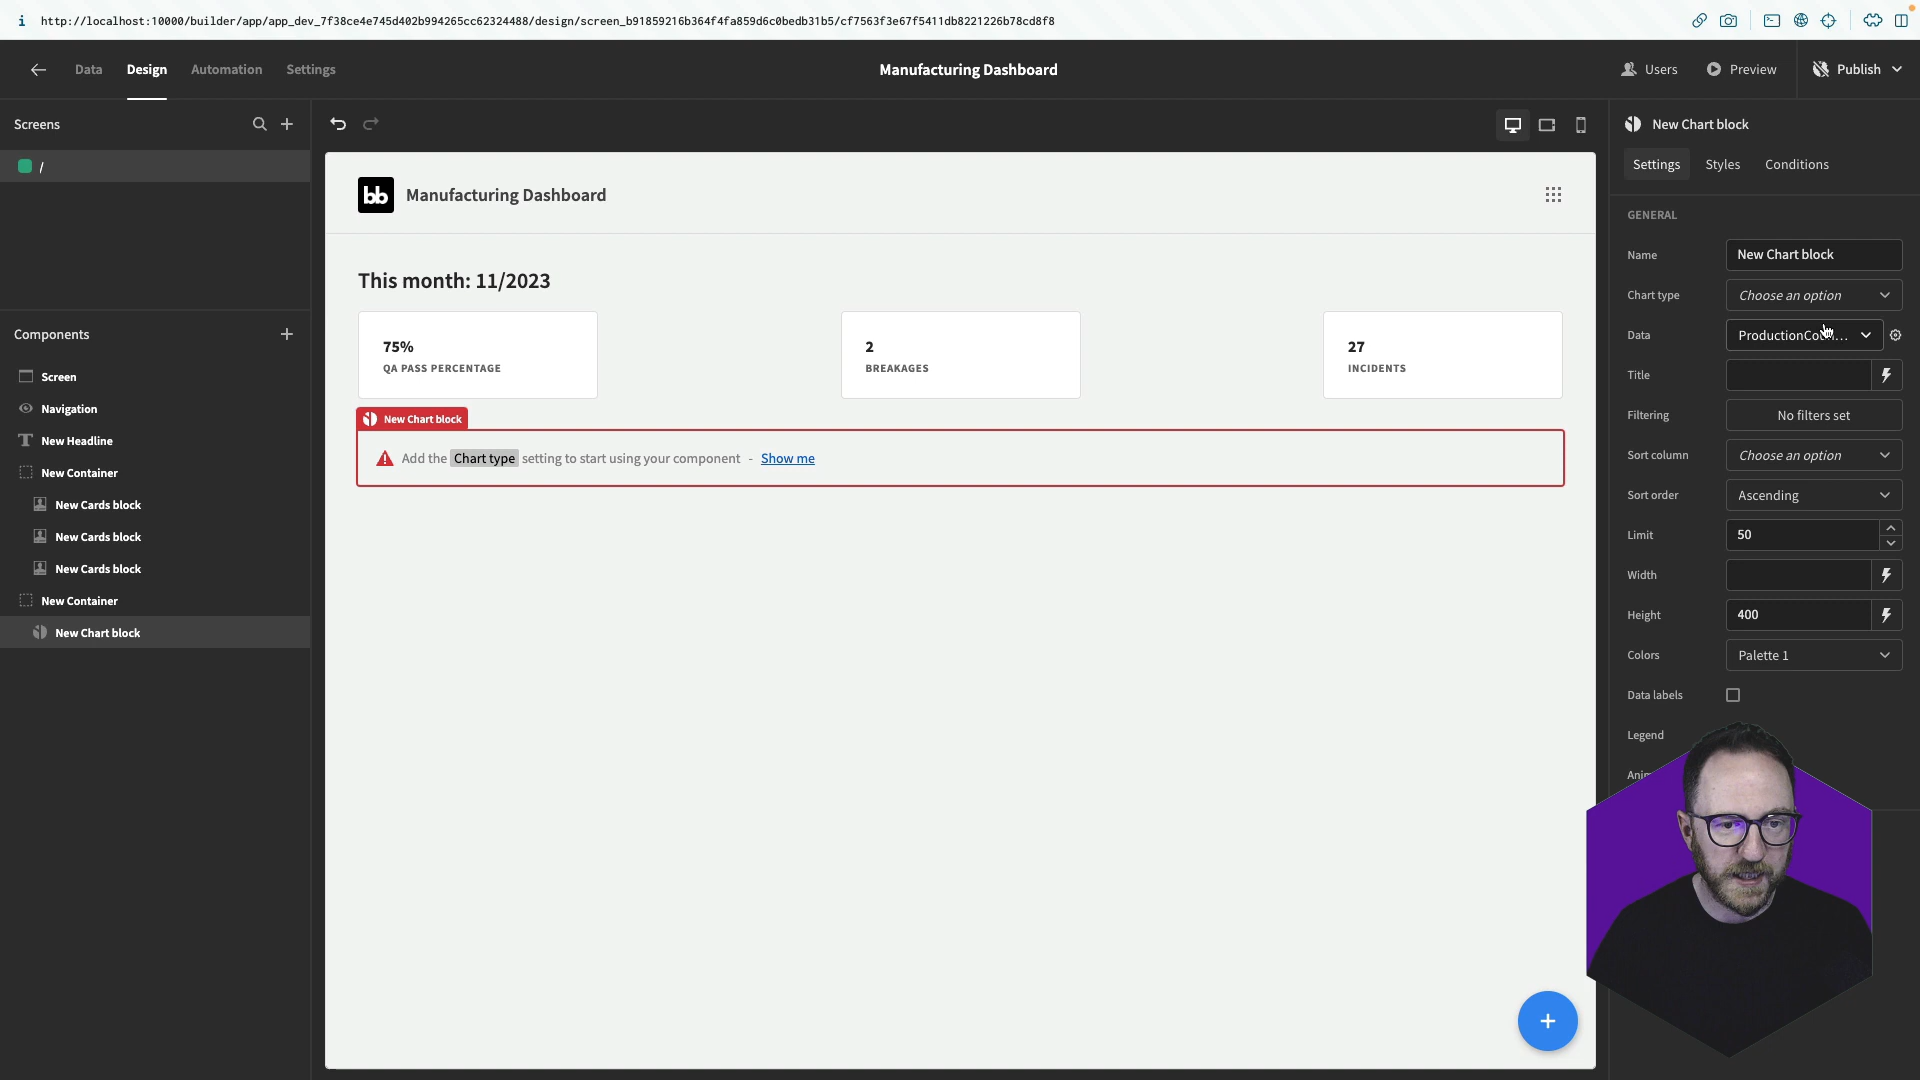 http://localhost:10000/builder/app/app_dev_7f38ce4e745d402b994265cc62324488/design/screen_b91859216b364f4fa859d6c0bedb31b5/cf7563f3e67f5411db8221226b78cd8f8
Data Design Automation Settings
Manufacturing Dashboard
Users Preview Publish
Screens
/
Components
Screen
Navigation
New Headline
New Container
New Cards block
New Cards block
New Cards block
New Container
New Chart block
bb Manufacturing Dashboard
This month: 11/2023
75%
QA PASS PERCENTAGE
2
BREAKAGES
27
INCIDENTS
New Chart block
Add the Chart type setting to start using your component - Show me
New Chart block
Settings Styles Conditions
GENERAL
Name New Chart block
Chart type Choose an option
Data
Title
Filtering No filters set
Sort column Choose an option
Sort order Ascending
Limit 50
Width
Height 400
Colors Palette 1
Data labels
Legend